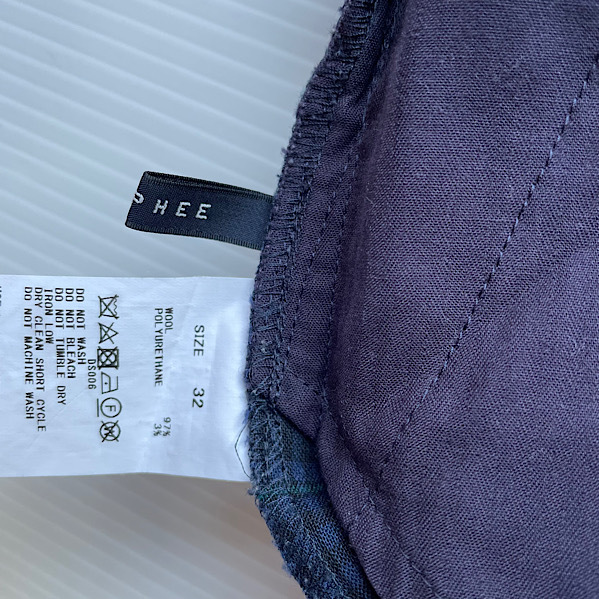 PHEE
SIZE 32
WOOL 97%
POLYURETHANE 3%
DS006
DO NOT WASH
DO NOT BLEACH
DO NOT TUMBLE DRY
IRON LOW
DRY CLEAN SHORT CYCLE
DO NOT MACHINE WASH